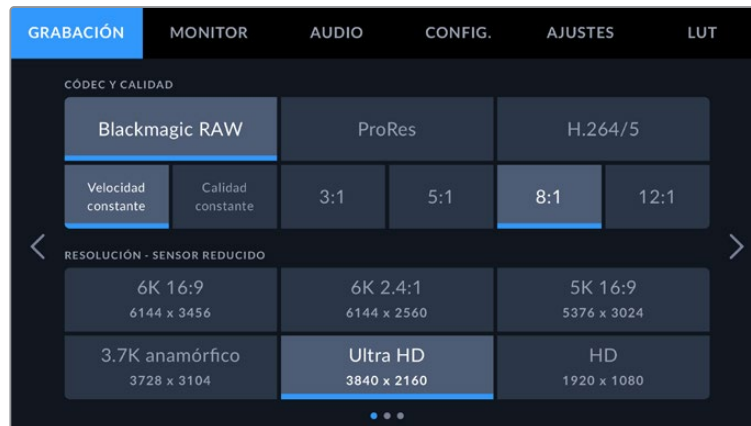 GRABACIÓN MONITOR AUDIO CONFIG. AJUSTES LUT
CÓDEC Y CALIDAD
Blackmagic RAW ProRes H.264/5
Velocidad constante Calidad constante 3:1 5:1 8:1 12:1
RESOLUCIÓN - SENSOR REDUCIDO
6K 16:9 6K 2.4:1 5K 16:9
6144 x 3456 6144 x 2560 5376 x 3024
3.7K anamórfico Ultra HD HD
3728 x 3104 3840 x 2160 1920 x 1080